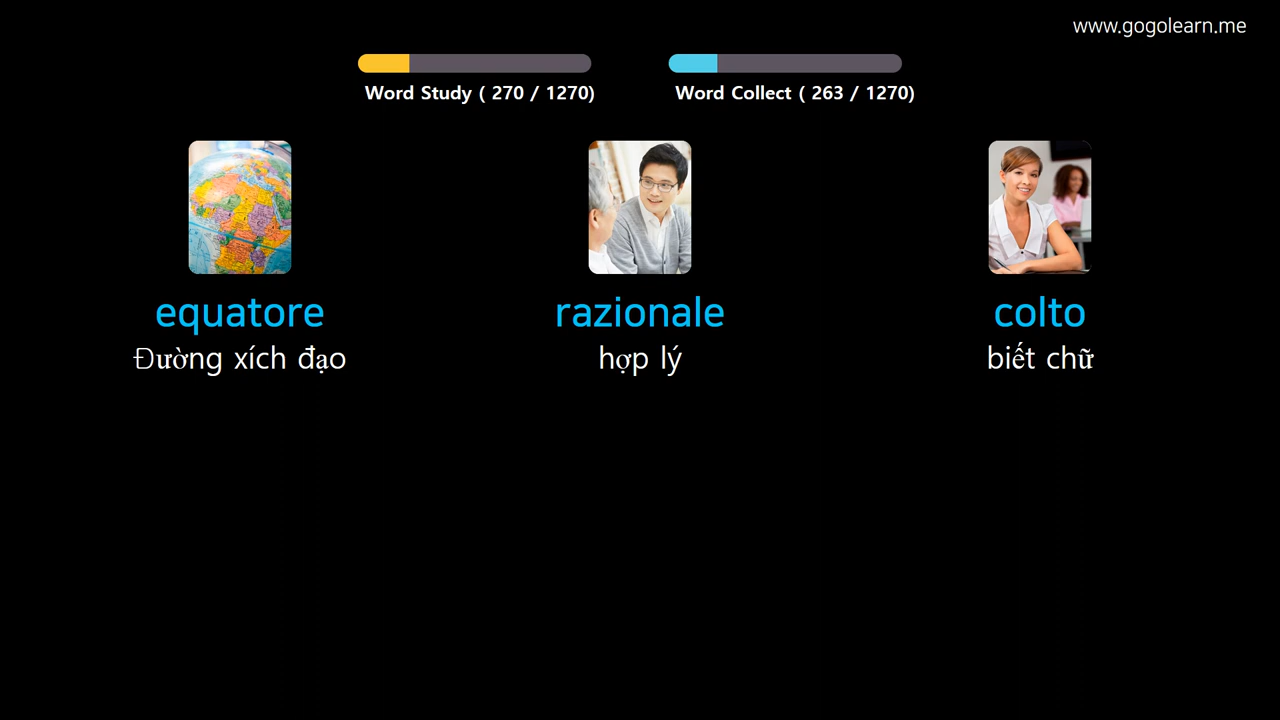 www.gogolearn.me
Word Study ( 270 / 1270)
Word Collect ( 263 / 1270)
equatore
Đường xích đạo
razionale
hợp lý
colto
biết chữ